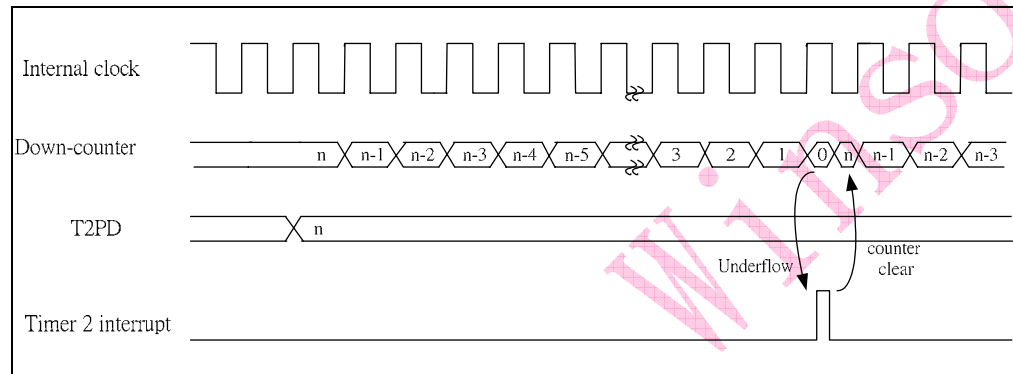 Internal clock
Down-counter n n-1 n-2 n-3 n-4 n-5 3 2 1 0 n n-1 n-2 n-3
T2PD n
Underflow
counter
clear
Timer 2 interrupt
Winso